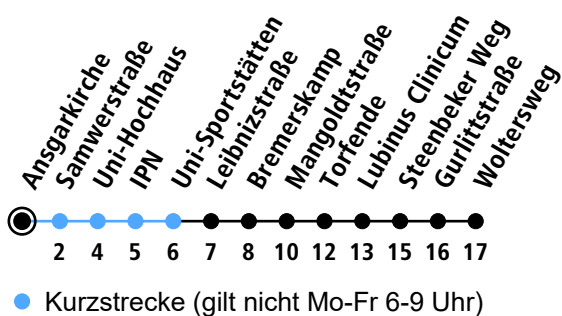 Ansgarkirche
Samwerstraße
Uni-Hochhaus
IPN
Uni-Sportstätten
Leibnizstraße
Bremerskamp
Mangoldtstraße
Torfende
Lubinus Clinicum
Steenbeker Weg
Gurlittstraße
Woltersweg
2 4 5 6 7 8 10 12 13 15 16 17
Kurzstrecke (gilt nicht Mo-Fr 6-9 Uhr)